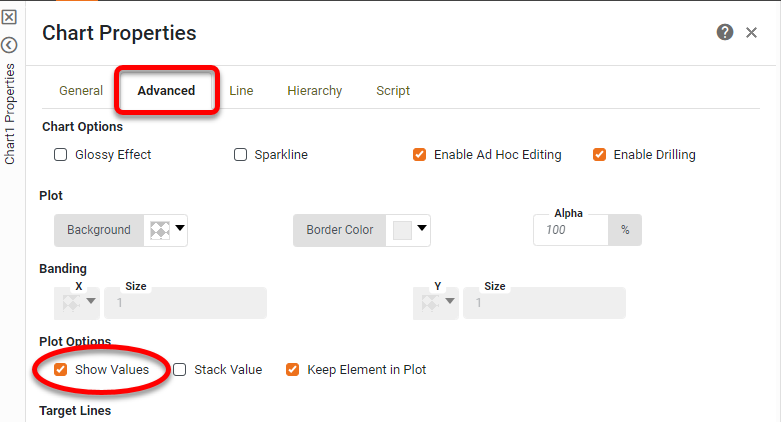 Chart Properties
Chart1 Properties
General Advanced Line Hierarchy Script
Chart Options
Glossy Effect Sparkline Enable Ad Hoc Editing Enable Drilling
Plot
Alpha
Background Border Color 100 %
Banding
X Size Y Size
1 1
Plot Options
Show Values Stack Value Keep Element in Plot
Target Lines